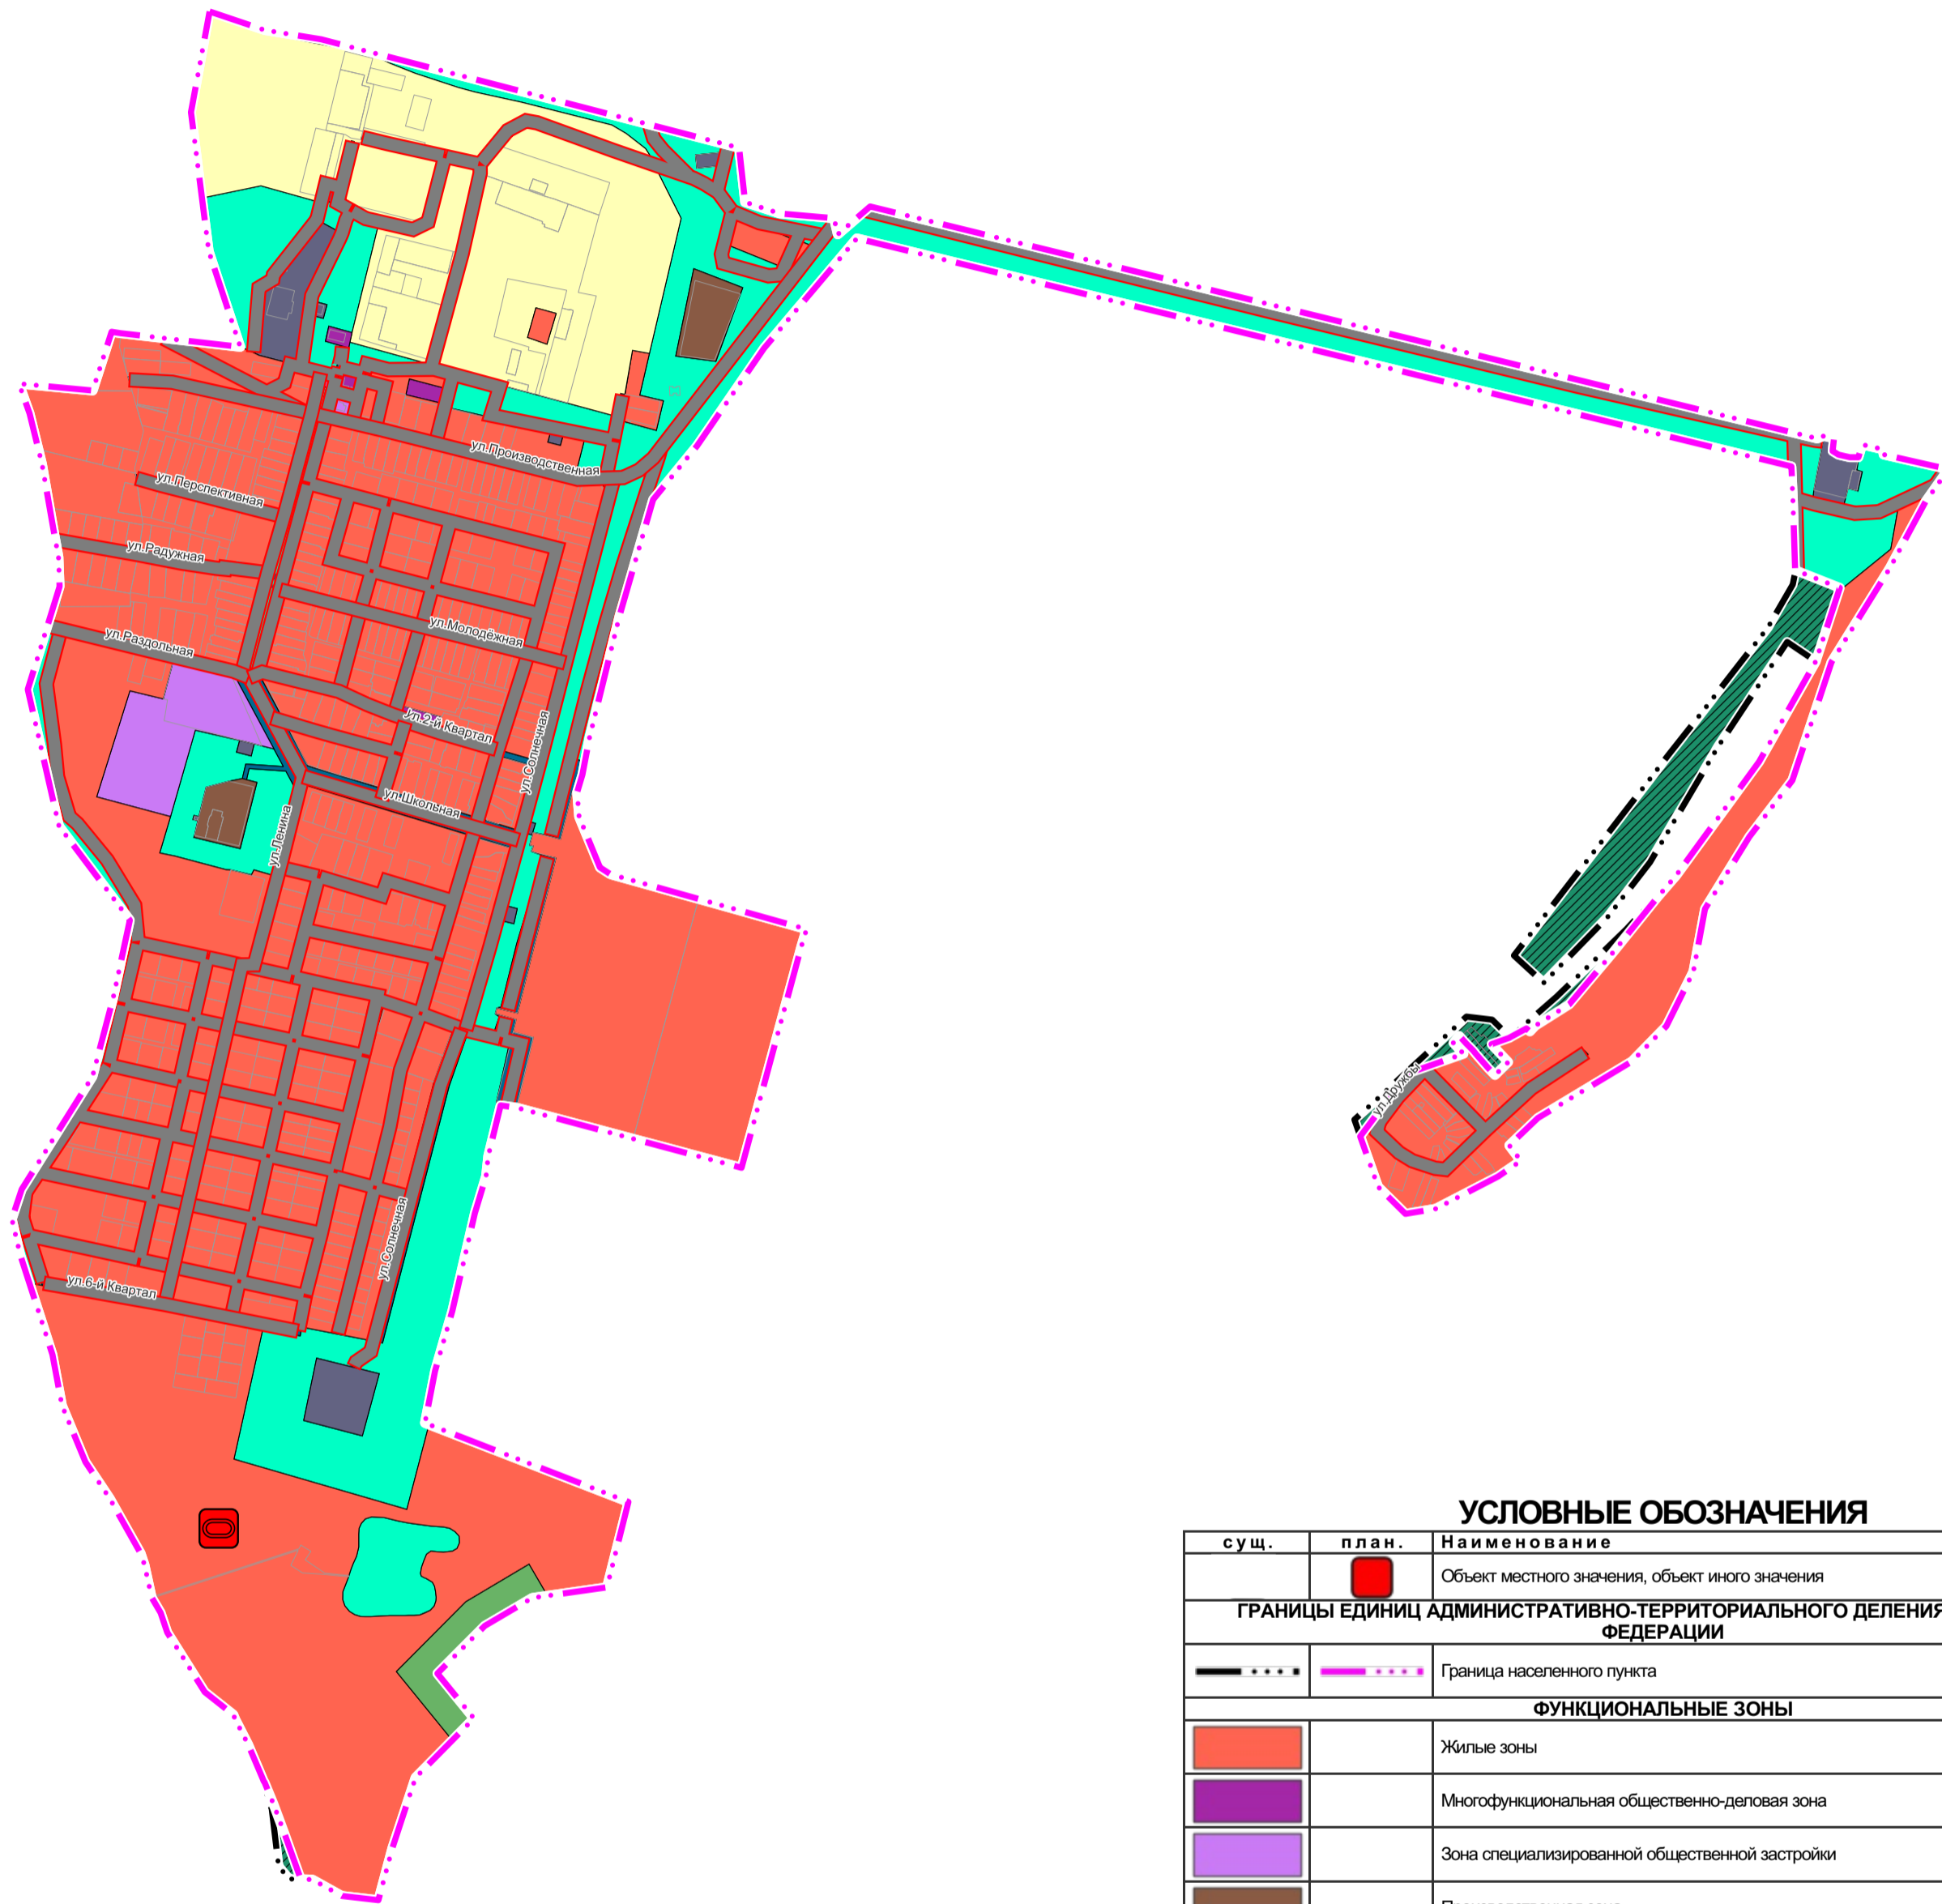 ул.Производственная
ул.Перспективная
ул.Радужная
ул.Молодёжная
ул.Раздольная
ул.2-й Квартал
ул.Солнечная
ул.Школьная
ул.Ленина
ул.Дружбы
ул.Солнечная
ул.6-й Квартал
УСЛОВНЫЕ ОБОЗНАЧЕНИЯ
сущ. план. Наименование
Объект местного значения, объект иного значения
ГРАНИЦЫ ЕДИНИЦ АДМИНИСТРАТИВНО-ТЕРРИТОРИАЛЬНОГО ДЕЛЕНИЯ
ФЕДЕРАЦИИ
Граница населенного пункта
ФУНКЦИОНАЛЬНЫЕ ЗОНЫ
Жилые зоны
Многофункциональная общественно-деловая зона
Зона специализированной общественной застройки